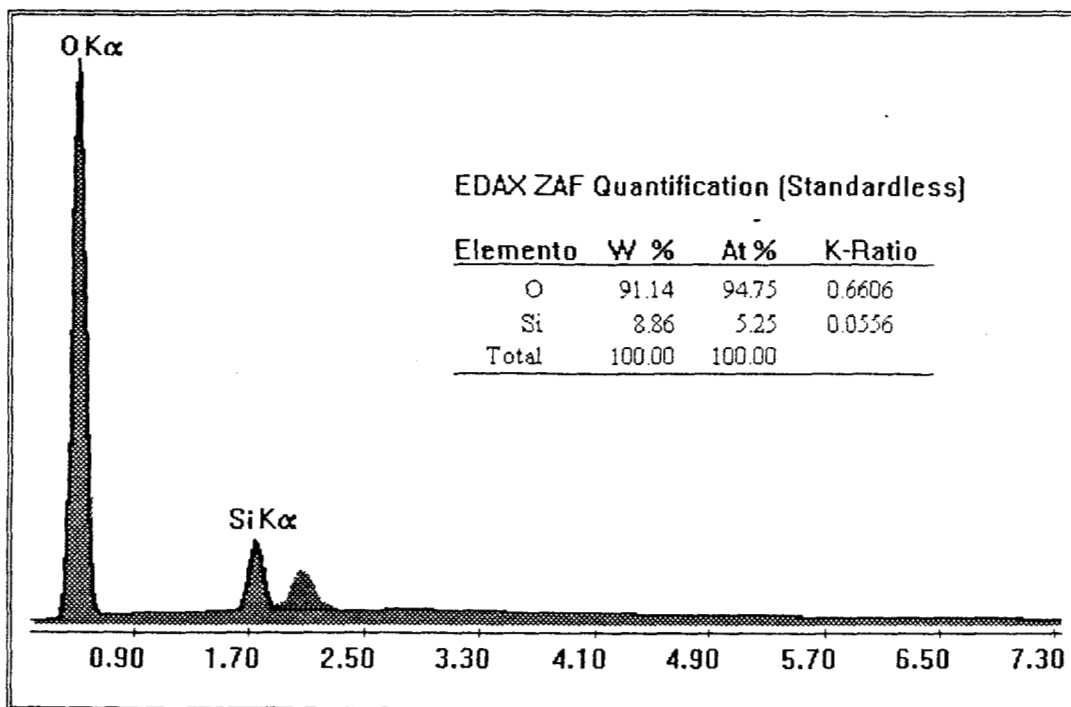 O Kα
EDAX ZAF Quantification (Standardless)
Elemento W % At % K-Ratio
O 91.14 94.75 0.6606
Si 8.86 5.25 0.0556
Total 100.00 100.00
Si Kα
0.90 1.70 2.50 3.30 4.10 4.90 5.70 6.50 7.30